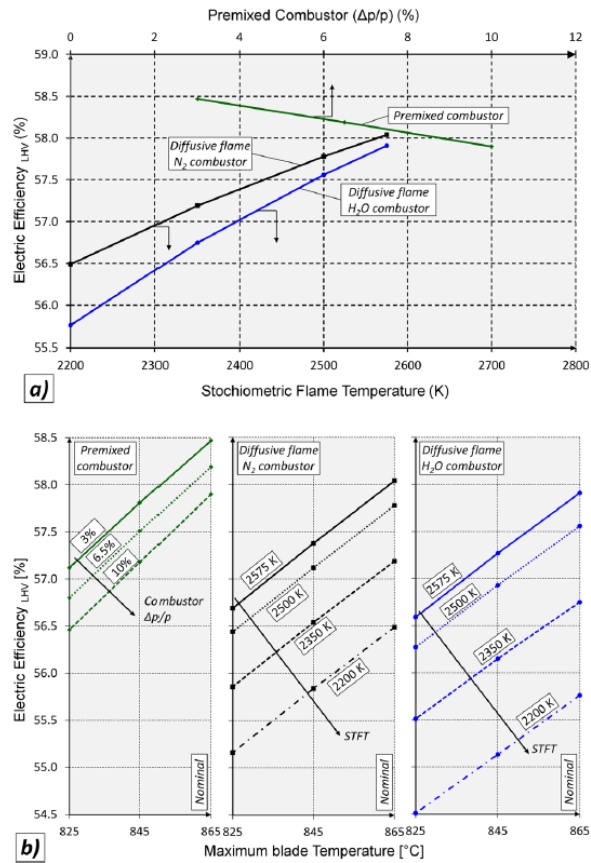 Premixed Combustor (Δp/p) (%)
0 2 4 6 8 10 12
59.0
58.5
58.0
57.5
57.0
56.5
56.0
55.5
Electric Efficiency LHV (%)
Premixed combustor
Diffusive flame
N2 combustor
Diffusive flame
H2O combustor
2200 2300 2400 2500 2600 2700 2800
a)
Stochiometric Flame Temperature (K)
58.5
58.0
57.5
57.0
56.5
56.0
55.5
55.0
54.5
Electric Efficiency LHV [%]
Premixed
combustor
3%
6.5%
10%
Combustor
Δp/p
Nominal
825 845 865
Diffusive flame
N2 combustor
2575 K
2500 K
2350 K
2200 K
STFT
Nominal
825 845 865
Diffusive flame
H2O combustor
2575 K
2500 K
2350 K
2200 K
STFT
Nominal
825 845 865
b)
Maximum blade Temperature [°C]